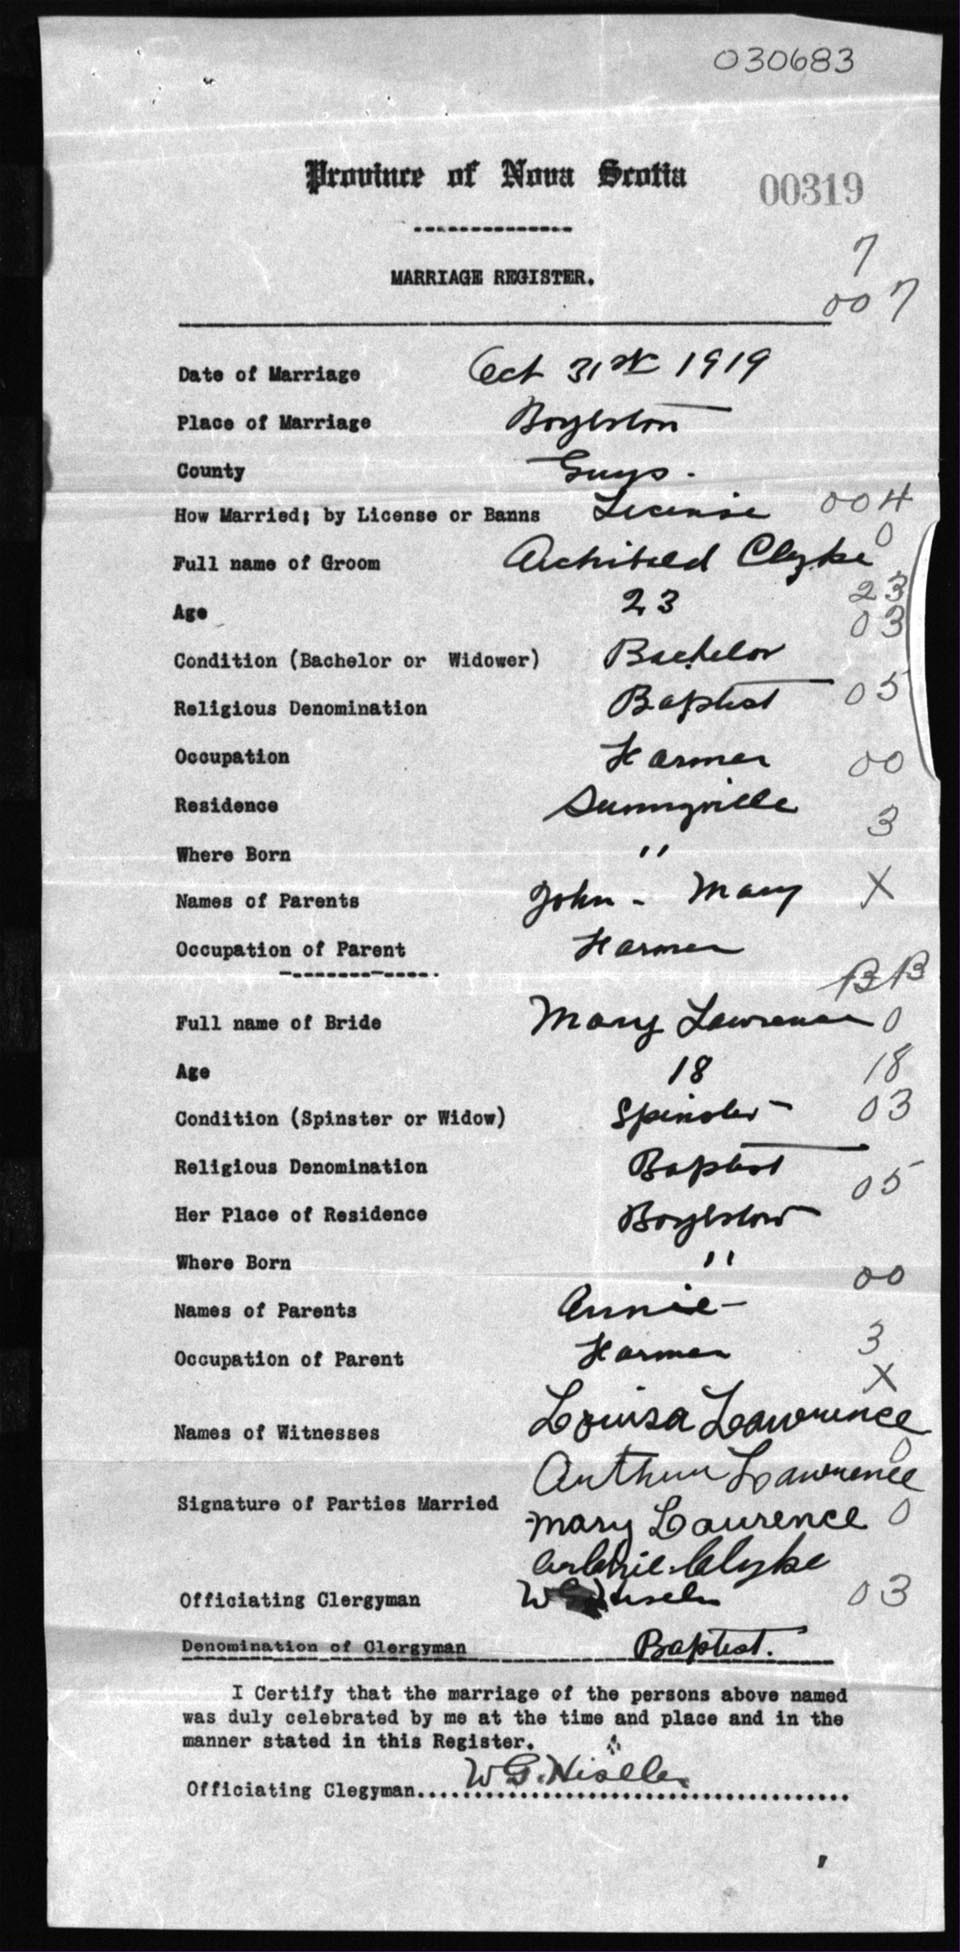 030683
Province of Nova Scotia
00319
MARRIAGE REGISTER.
7
007
Date of Marriage Oct 31st 1919
Place of Marriage Boylston
County Guys.
How Married; by License or Banns License 004
Full name of Groom Archibald Clyke 0
Age 23 23
03
Condition (Bachelor or Widower) Bachelor
Religious Denomination Baptist 05
Occupation Farmer 00
Residence Sunnyville
3
Where Born "
Names of Parents John - Mary X
Occupation of Parent Farmer
BB
Full name of Bride Mary Lawrence 0
Age 18 18
Condition (Spinster or Widow) Spinster - 03
Religious Denomination Baptist
05
Her Place of Residence Boylston
Where Born "
00
Names of Parents Annie -
Occupation of Parent Farmer 3
X
Names of Witnesses Louisa Lawrence
0
Arthur Lawrence
Signature of Parties Married Mary Laurence 0
Archie Clyke
Officiating Clergyman W G Hisler 03
Denomination of Clergyman Baptist.
I Certify that the marriage of the persons above named
was duly celebrated by me at the time and place and in the
manner stated in this Register.
Officiating Clegyman....W G. Hisler